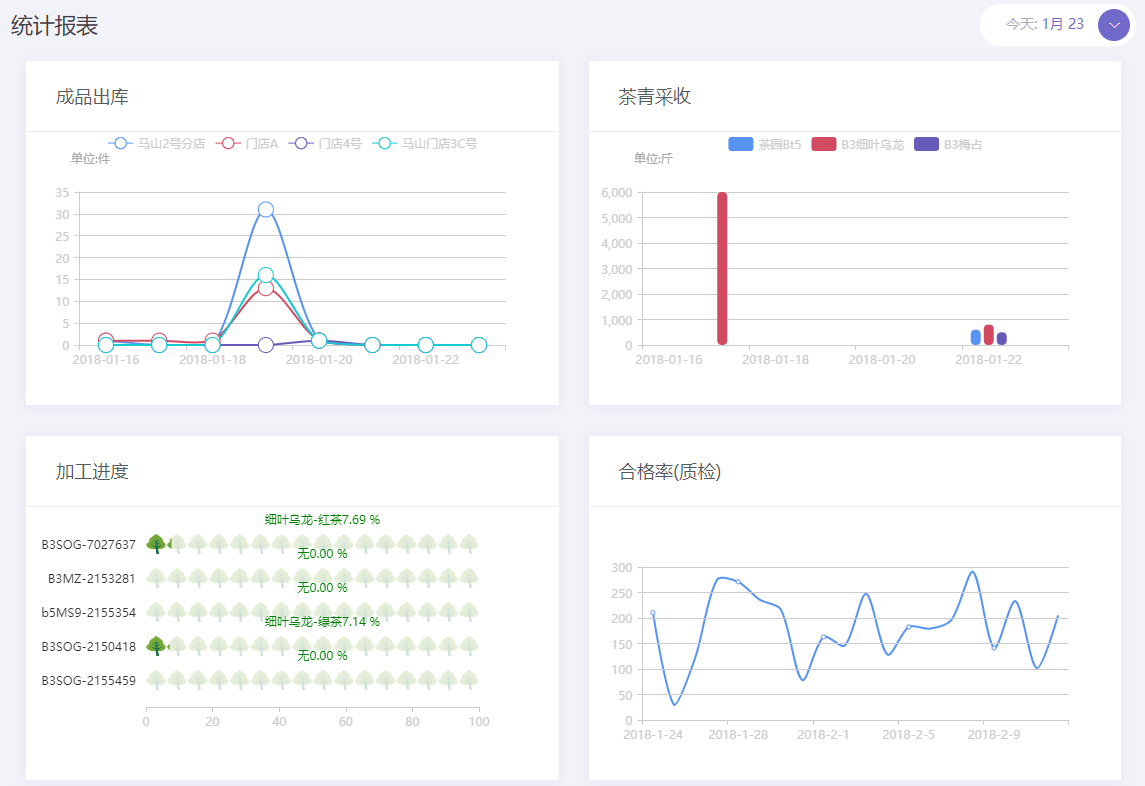 统计报表
今天: 1月 23
成品出库
马山2号分店 门店A 门店4号 马山门店3C号
单位:件
35
30
25
20
15
10
5
0
2018-01-16 2018-01-18 2018-01-20 2018-01-22
茶青采收
茶园Bt5 B3细叶乌龙 B3梅占
单位:斤
6,000
5,000
4,000
3,000
2,000
1,000
0
2018-01-16 2018-01-18 2018-01-20 2018-01-22
加工进度
细叶乌龙-红茶7.69 %
B3SOG-7027637
无0.00 %
B3MZ-2153281
无0.00 %
b5MS9-2155354
细叶乌龙-绿茶7.14 %
B3SOG-2150418
无0.00 %
B3SOG-2155459
0 20 40 60 80 100
合格率(质检)
300
250
200
150
100
50
0
2018-1-24 2018-1-28 2018-2-1 2018-2-5 2018-2-9